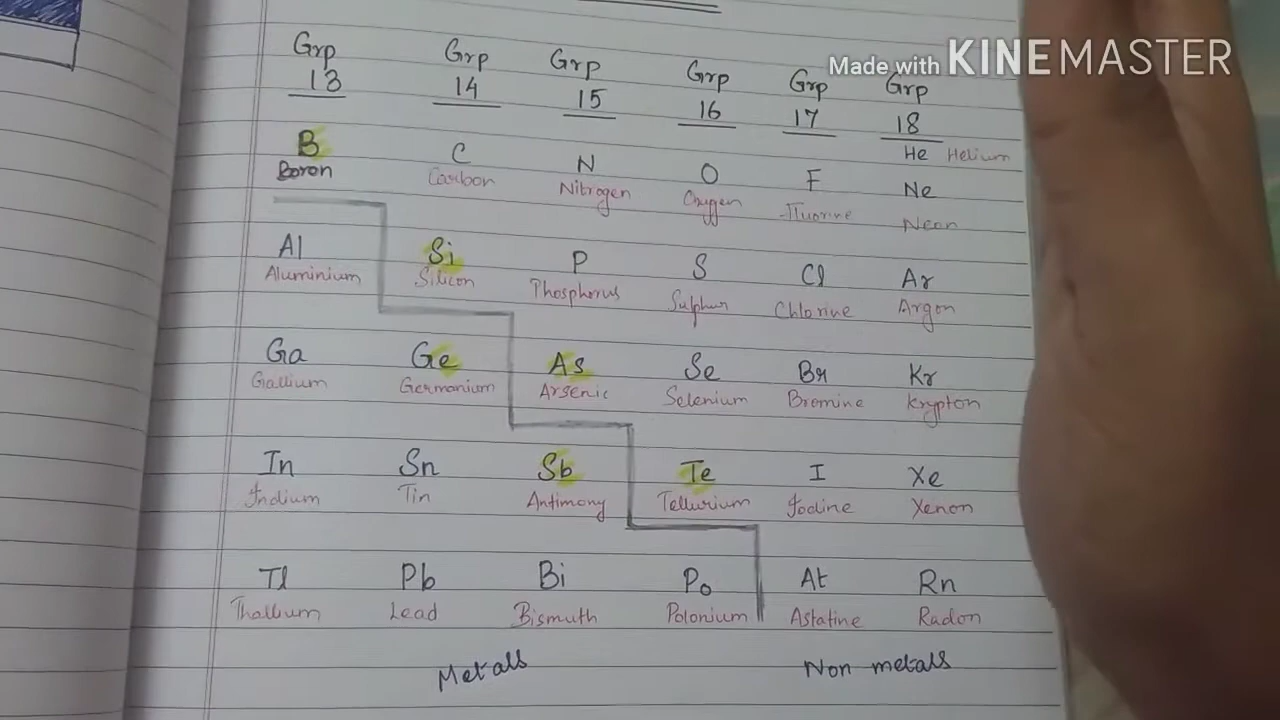 Made with KINEMASTER
Grp Grp Grp Grp Grp Grp
13 14 15 16 17 18
He Helium
B C N O F Ne
Boron Carbon Nitrogen Oxygen Fluorine Neon
Al Si P S Cl Ar
Aluminium Silicon Phosphorus Sulphur Chlorine Argon
Ga Ge As Se Br Kr
Gallium Germanium Arsenic Selenium Bromine Krypton
In Sn Sb Te I Xe
Indium Tin Antimony Tellurium Iodine Xenon
Tl Pb Bi Po At Rn
Thallium Lead Bismuth Polonium Astatine Radon
Metals Non metals